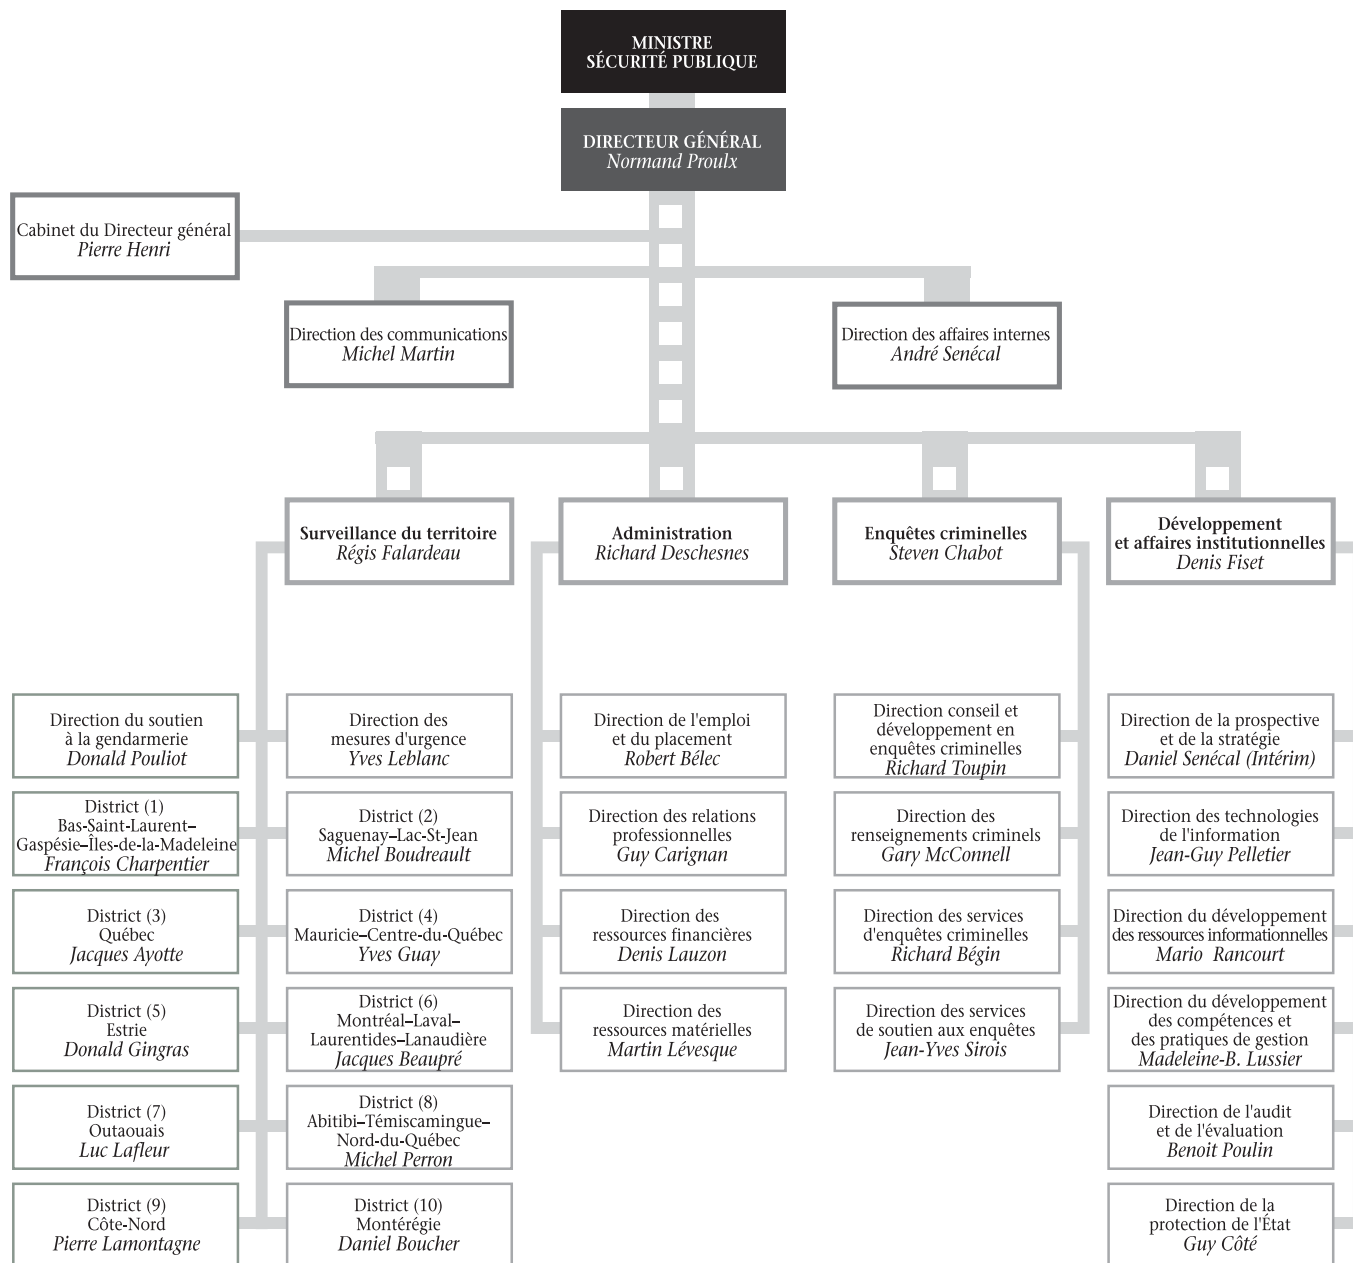 MINISTRE
SÉCURITÉ PUBLIQUE
DIRECTEUR GÉNÉRAL
Normand Proulx
Cabinet du Directeur général
Pierre Henri
Direction des communications
Michel Martin
Direction des affaires internes
André Senécal
Surveillance du territoire
Régis Falardeau
Administration
Richard Deschesnes
Enquêtes criminelles
Steven Chabot
Développement
et affaires institutionnelles
Denis Fiset
Direction du soutien
à la gendarmerie
Donald Pouliot
Direction des
mesures d'urgence
Yves Leblanc
Direction de l'emploi
et du placement
Robert Bélec
Direction conseil et
développement en
enquêtes criminelles
Richard Toupin
Direction de la prospective
et de la stratégie
Daniel Senécal (Intérim)
District (1)
Bas-Saint-Laurent–
Gaspésie–Îles-de-la-Madeleine
François Charpentier
District (2)
Saguenay–Lac-St-Jean
Michel Boudreault
Direction des relations
professionnelles
Guy Carignan
Direction des
renseignements criminels
Gary McConnell
Direction des technologies
de l'information
Jean-Guy Pelletier
District (3)
Québec
Jacques Ayotte
District (4)
Mauricie–Centre-du-Québec
Yves Guay
Direction des
ressources financières
Denis Lauzon
Direction des services
d'enquêtes criminelles
Richard Bégin
Direction du développement
des ressources informationnelles
Mario Rancourt
District (5)
Estrie
Donald Gingras
District (6)
Montréal–Laval–
Laurentides–Lanaudière
Jacques Beaupré
Direction des
ressources matérielles
Martin Lévesque
Direction des services
de soutien aux enquêtes
Jean-Yves Sirois
Direction du développement
des compétences et
des pratiques de gestion
Madeleine-B. Lussier
District (7)
Outaouais
Luc Lafleur
District (8)
Abitibi–Témiscamingue–
Nord-du-Québec
Michel Perron
Direction de l'audit
et de l'évaluation
Benoit Poulin
District (9)
Côte-Nord
Pierre Lamontagne
District (10)
Montérégie
Daniel Boucher
Direction de la
protection de l'État
Guy Côté